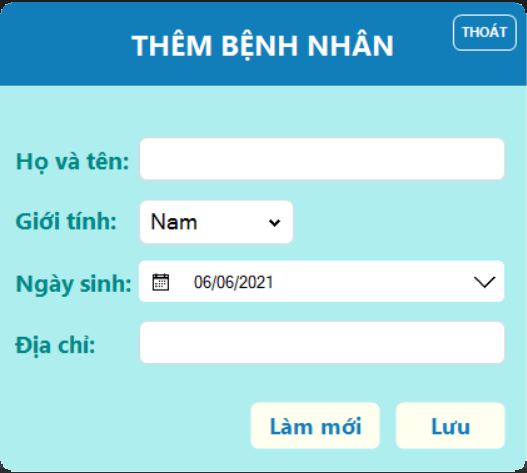 THÊM BỆNH NHÂN
THOÁT
Họ và tên:
Giới tính: Nam
Ngày sinh: 06/06/2021
Địa chỉ:
Làm mới Lưu